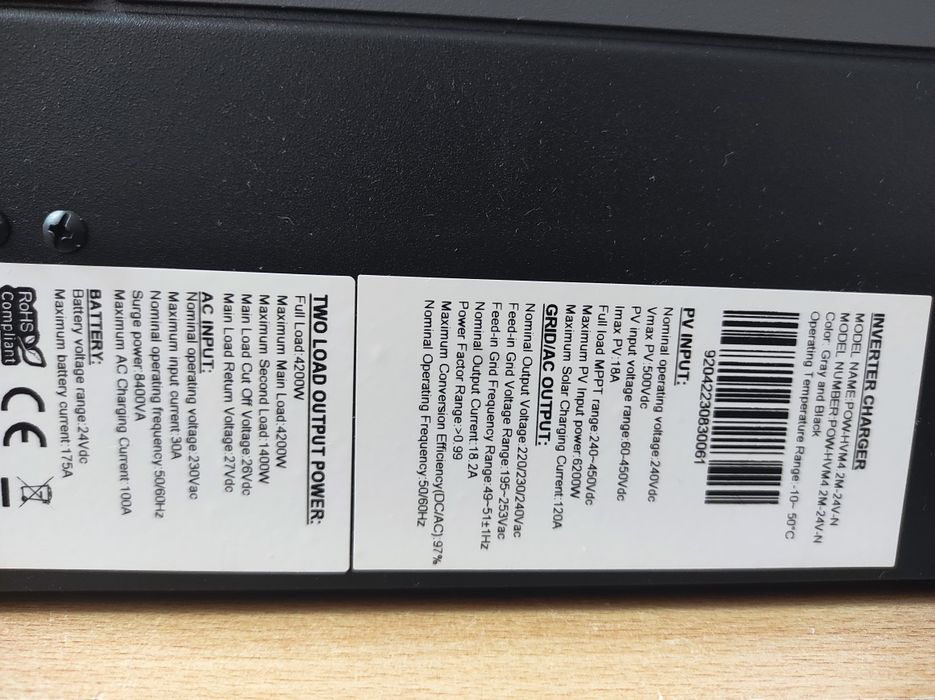 INVERTER CHARGER
MODEL NAME:POW-HVM4.2M-24V-N
MODEL NUMBER:POW-HVM4.2M-24V-N
Color: Gray and Black
Operating Temperature Range:-10~ 50°C
92042230830061
PV INPUT:
Nominal operating voltage:240Vdc
Vmax PV:500Vdc
PV input voltage range:60-450Vdc
Imax PV:18A
Full load MPPT range:240-450Vdc
Maximum PV Input power:6200W
Maximum Solar Charging Current:120A
GRID/AC OUTPUT:
Nominal Output Voltage:220/230/240Vac
Feed-in Grid Voltage Range:195~253Vac
Feed-in Grid Frequency Range:49~51±1Hz
Nominal Output Current:18.2A
Power Factor Range:>0.99
Maximum Conversion Efficiency(DC/AC):97%
Nominal Operating Frequency:50/60Hz
TWO LOAD OUTPUT POWER:
Full Load:4200W
Maximum Main Load:4200W
Maximum Second Load:1400W
Main Load Cut Off Voltage:26Vdc
Main Load Return Voltage:27Vdc
AC INPUT:
Nominal operating voltage:230Vac
Maximum input current:30A
Nominal operating frequency:50/60Hz
Surge power:8400VA
Maximum AC Charging Current:100A
BATTERY:
Battery voltage range:24Vdc
Maximum battery current:175A
RoHS
Compliant
CE